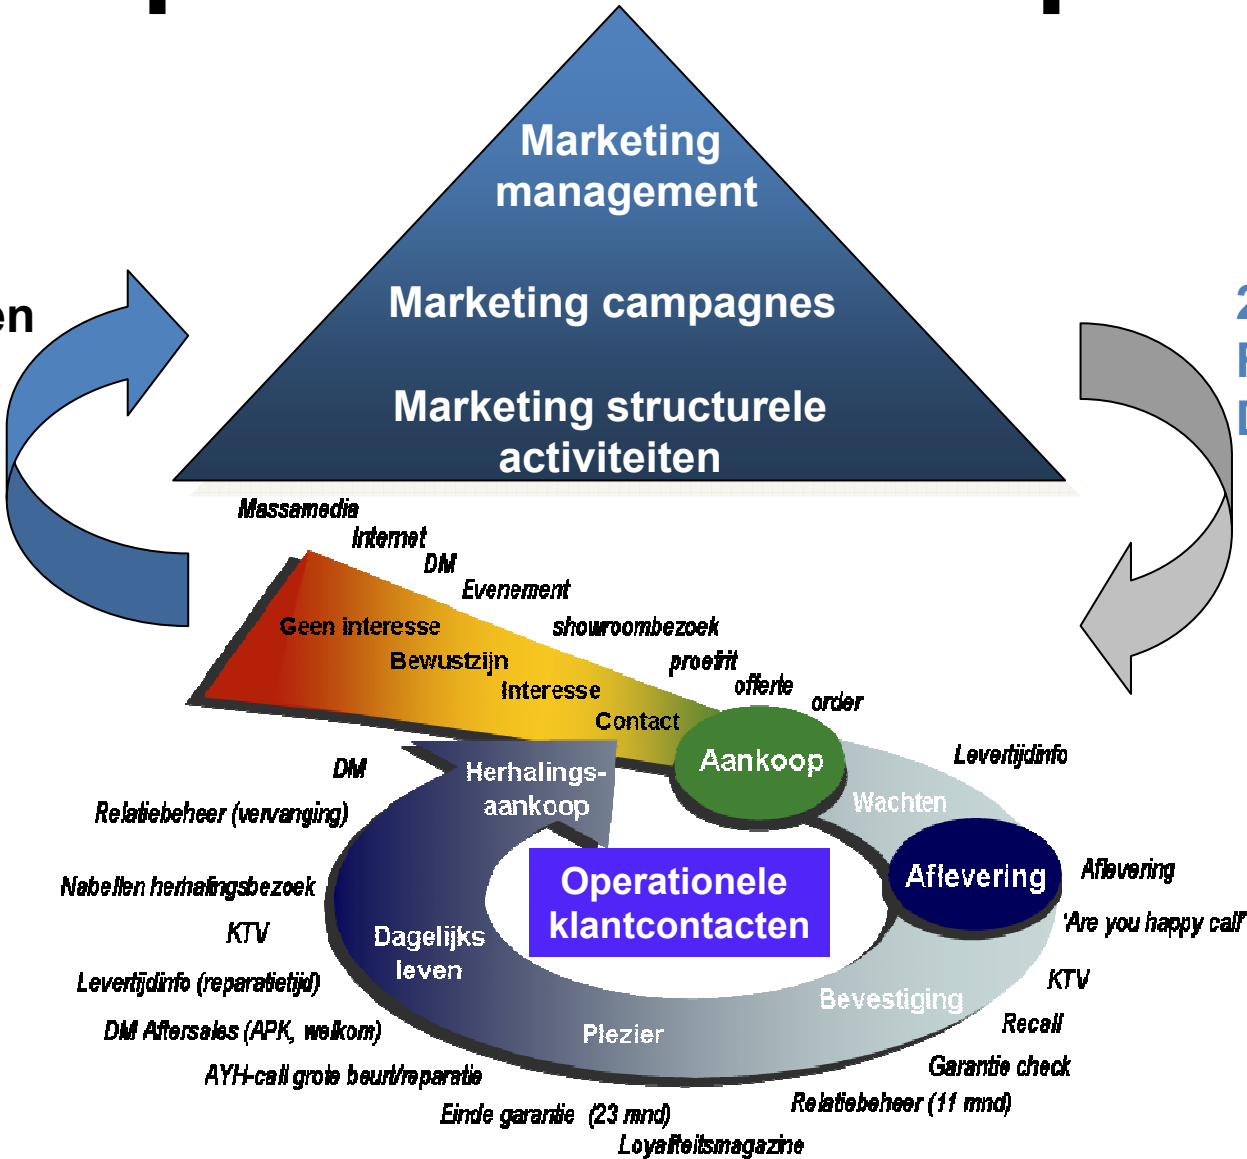 Marketing
management
Marketing campagnes
Marketing structurele
activiteiten
en
2
Massamedia
Internet
DM
Evenement
showroombezoek
proefrit
offerte
order
Geen interesse
Bewustzijn
Interesse
Contact
Aankoop
Wachten
Levertijdinfo
Aflevering
Aflevering
'Are you happy call'
KTV
Recall
Garantie check
Relatiebeheer (11 mnd)
Loyaliteitsmagazine
Einde garantie (23 mnd)
AYH-call grote beurt/reparatie
DM Aftersales (APK, welkom)
Levertijdinfo (reparatietijd)
KTV
Nabellen herhalingsbezoek
Relatiebeheer (vervanging)
DM
Herhalings-
aankoop
Operationele
klantcontacten
Dagelijks
leven
Plezier
Bevestiging